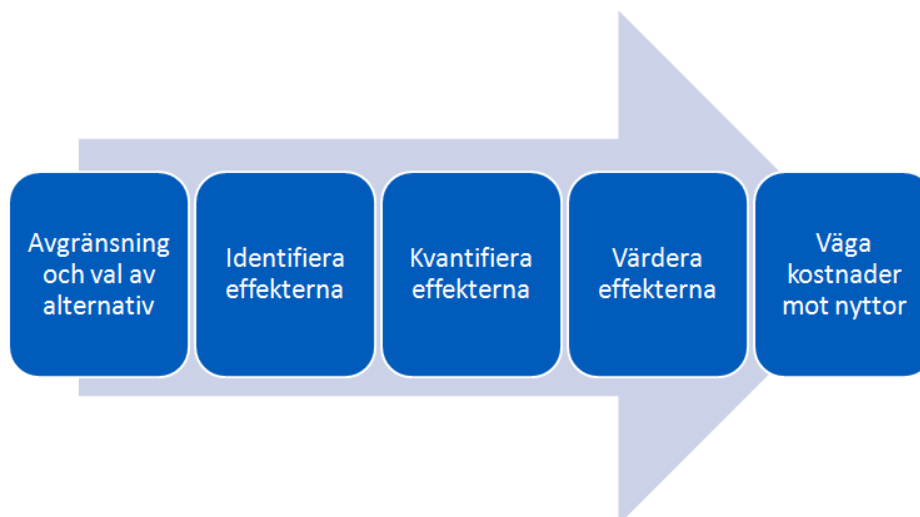 Avgränsning
och val av
alternativ
Identifiera
effekterna
Kvantifiera
effekterna
Värdera
effekterna
Väga
kostnader
mot nyttor